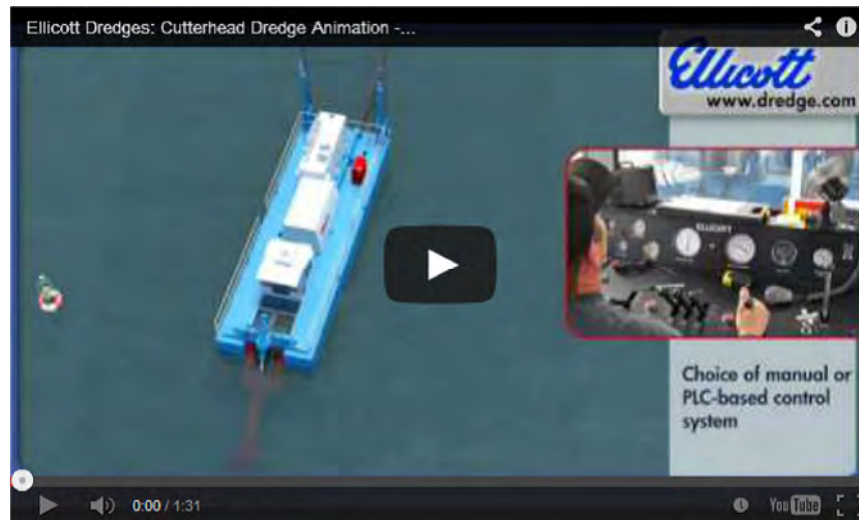 Ellicott Dredges: Cutterhead Dredge Animation -...
Ellicott
www.dredge.com
ELLICOTT
Choice of manual or
PLC-based control
system
0:00 / 1:31
YouTube